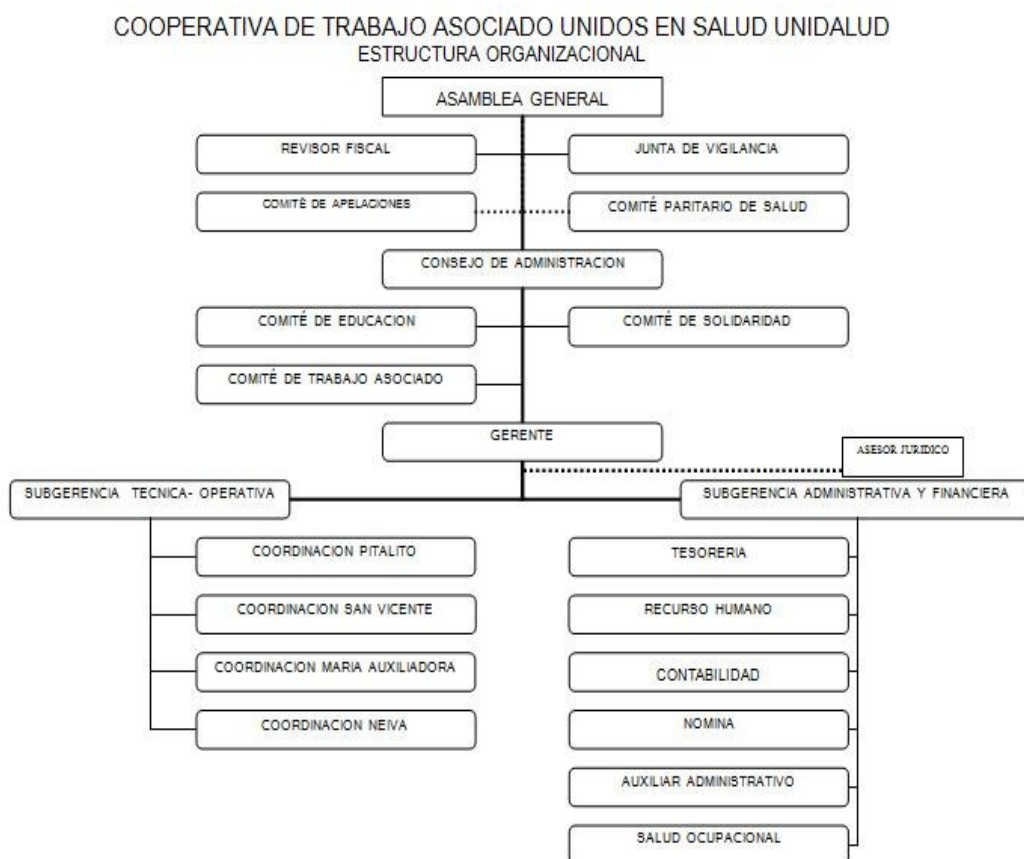 COOPERATIVA DE TRABAJO ASOCIADO UNIDOS EN SALUD UNIDALUD
ESTRUCTURA ORGANIZACIONAL
ASAMBLEA GENERAL
REVISOR FISCAL
JUNTA DE VIGILANCIA
COMITÉ DE APELACIONES
COMITÉ PARITARIO DE SALUD
CONSEJO DE ADMINISTRACION
COMITÉ DE EDUCACION
COMITÉ DE SOLIDARIDAD
COMITÉ DE TRABAJO ASOCIADO
GERENTE
ASESOR JURIDICO
SUBGERENCIA TECNICA- OPERATIVA
SUBGERENCIA ADMINISTRATIVA Y FINANCIERA
COORDINACION PITALITO
COORDINACION SAN VICENTE
COORDINACION MARIA AUXILIADORA
COORDINACION NEIVA
TESORERIA
RECURSO HUMANO
CONTABILIDAD
NOMINA
AUXILIAR ADMINISTRATIVO
SALUD OCUPACIONAL